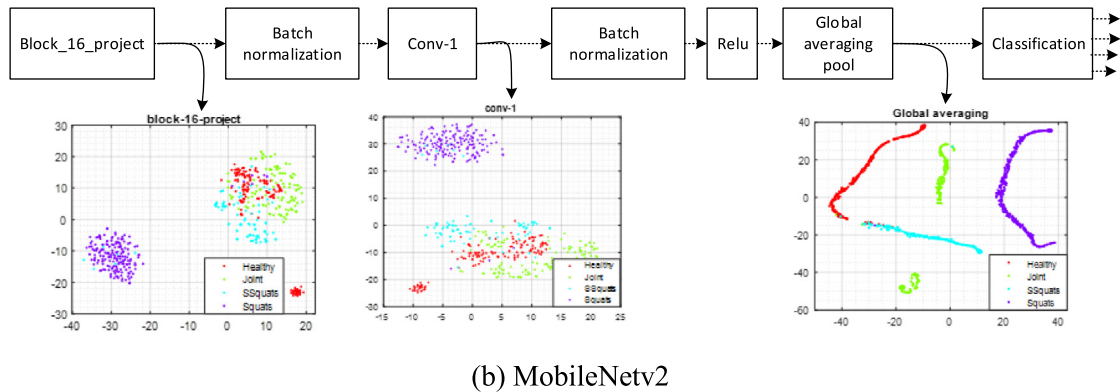 Block_16_project
Batch
normalization
Conv-1
Batch
normalization
Relu
Global
averaging
pool
Classification
block-16-project
30
20
10
0
-10
-20
-30
-40
-20
0
10
20
Healthy
Joint
SSquats
Squats
conv-1
40
30
20
10
0
-10
-20
-30
-15
-10
-5
0
5
10
15
20
25
Healthy
Joint
SSquats
Squats
Global averaging
40
20
0
-20
-40
-60
-40
-20
0
20
40
Healthy
Joint
SSquats
Squats
(b) MobileNetv2